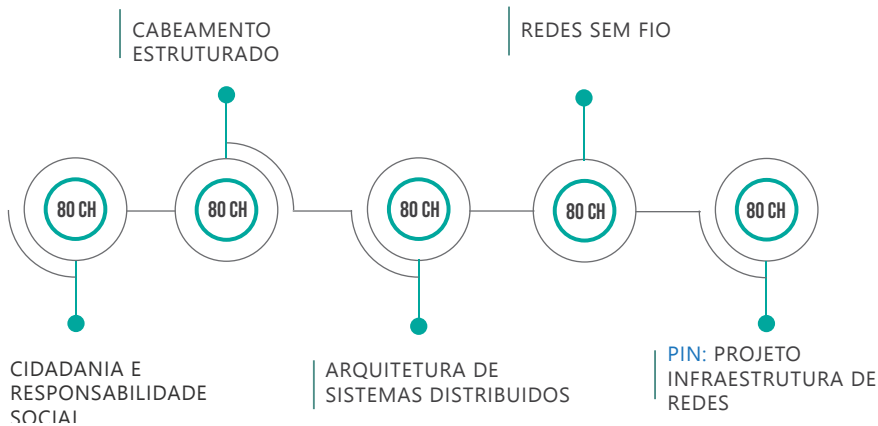 CABEAMENTO
ESTRUTURADO
REDES SEM FIO
80 CH
80 CH
80 CH
80 CH
80 CH
CIDADANIA E
RESPONSABILIDADE
SOCIAL
ARQUITETURA DE
SISTEMAS DISTRIBUIDOS
PIN: PROJETO
INFRAESTRUTURA DE
REDES